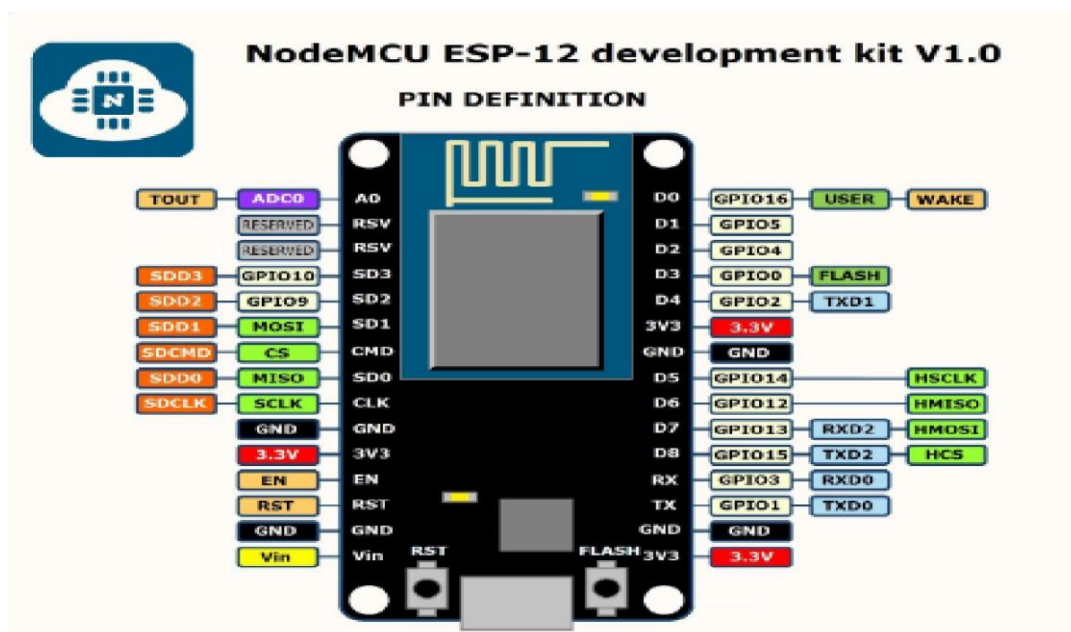 NodeMCU ESP-12 development kit V1.0
N
PIN DEFINITION
TOUT ADC0 A0 D0 GPIO16 USER WAKE
RESERVED RSV D1 GPIO5
RESERVED RSV D2 GPIO4
SDD3 GPIO10 SD3 D3 GPIO0 FLASH
SDD2 GPIO9 SD2 D4 GPIO2 TXD1
SDD1 MOSI SD1 3V3 3.3V
SDCMD CS CMD GND GND
SDD0 MISO SD0 D5 GPIO14 HSCLK
SDCLK SCLK CLK D6 GPIO12 HMISO
GND GND D7 GPIO13 RXD2 HMOSI
3.3V 3V3 D8 GPIO15 TXD2 HCS
EN EN RX GPIO3 RXD0
RST RST TX GPIO1 TXD0
GND GND GND GND
Vin Vin RST FLASH 3V3 3.3V